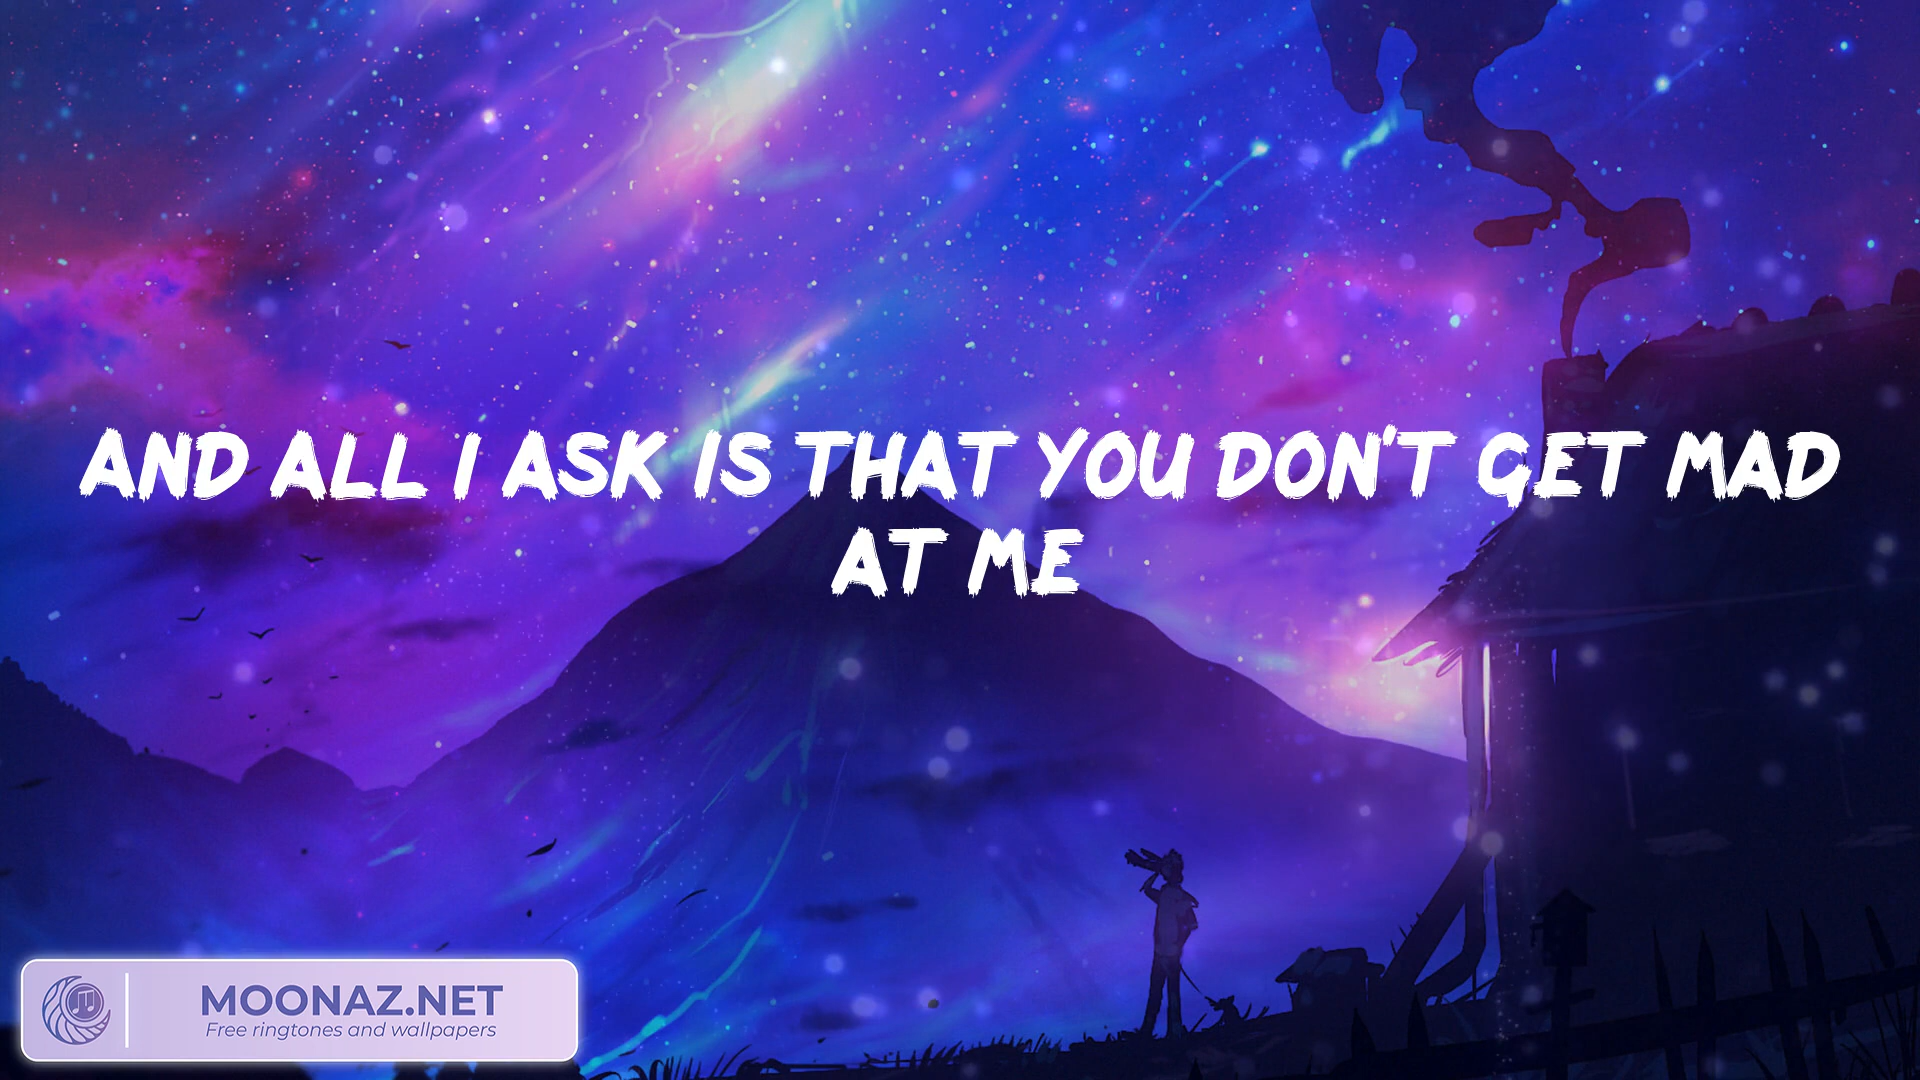 AND ALL I ASK IS THAT YOU DON'T GET MAD
AT ME
MOONAZ.NET
Free ringtones and wallpapers